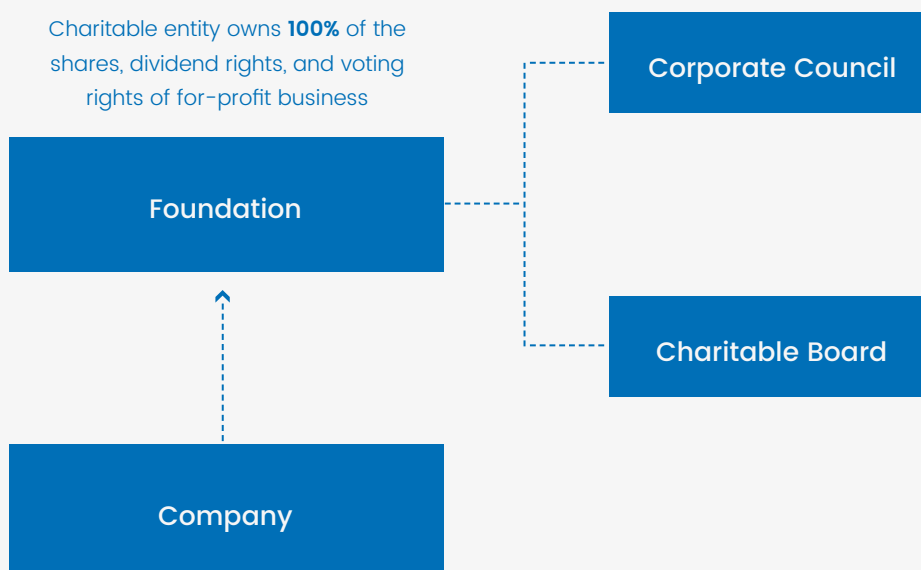 Charitable entity owns 100% of the
shares, dividend rights, and voting
rights of for-profit business
Corporate Council
Foundation
Charitable Board
Company